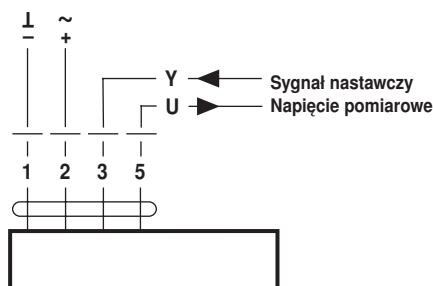 ⊥ ~
– +
Y Sygnał nastawczy
U Napięcie pomiarowe
1 2 3 5